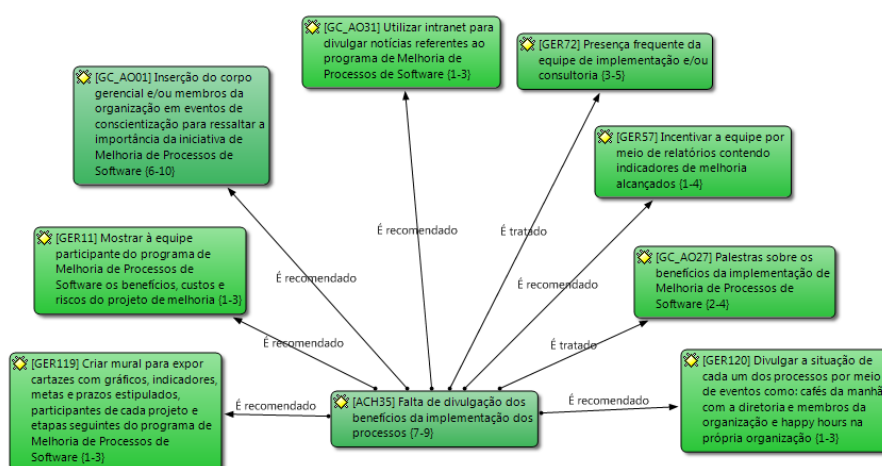 [GC_AO31] Utilizar intranet para
divulgar notícias referentes ao
programa de Melhoria de
Processos de Software {1-3}
[GER72] Presença frequente da
equipe de implementação e/ou
consultoria {3-5}
[GC_AO01] Inserção do corpo
gerencial e/ou membros da
organização em eventos de
conscientização para ressaltar a
importância da iniciativa de
Melhoria de Processos de
Software {6-10}
[GER57] Incentivar a equipe por
meio de relatórios contendo
indicadores de melhoria
alcançados {1-4}
É recomendado
É tratado
[GER11] Mostrar à equipe
participante do programa de
Melhoria de Processos de
Software os benefícios, custos e
riscos do projeto de melhoria {1-3}
É recomendado
É recomendado
[GC_AO27] Palestras sobre os
benefícios da implementação de
Melhoria de Processos de
Software {2-4}
É recomendado
É tratado
[GER119] Criar mural para expor
cartazes com gráficos, indicadores,
metas e prazos estipulados,
participantes de cada projeto e
etapas seguintes do programa de
Melhoria de Processos de
Software {1-3}
É recomendado
[ACH35] Falta de divulgação dos
benefícios da implementação dos
processos {7-9}
É recomendado
[GER120] Divulgar a situação de
cada um dos processos por meio
de eventos como: cafés da manhã
com a diretoria e membros da
organização e happy hours na
própria organização {1-3}